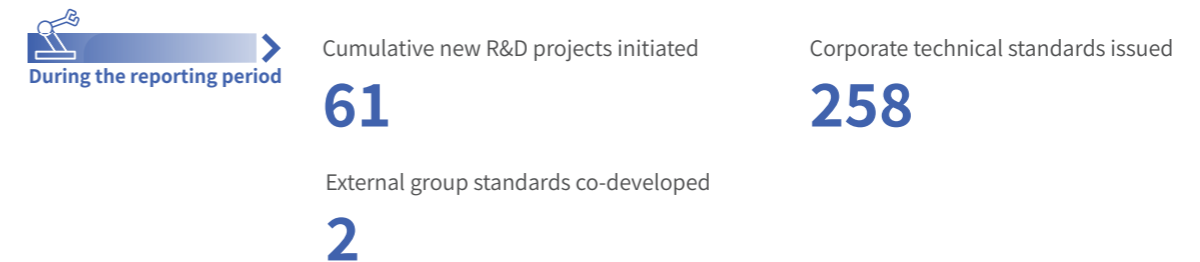 During the reporting period
Cumulative new R&D projects initiated
61
Corporate technical standards issued
258
External group standards co-developed
2